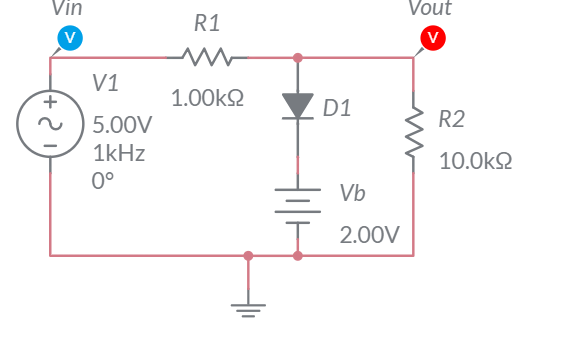 Vin
Vout
V
V
R1
1.00kΩ
V1
5.00V
1kHz
0°
D1
R2
10.0kΩ
Vb
2.00V